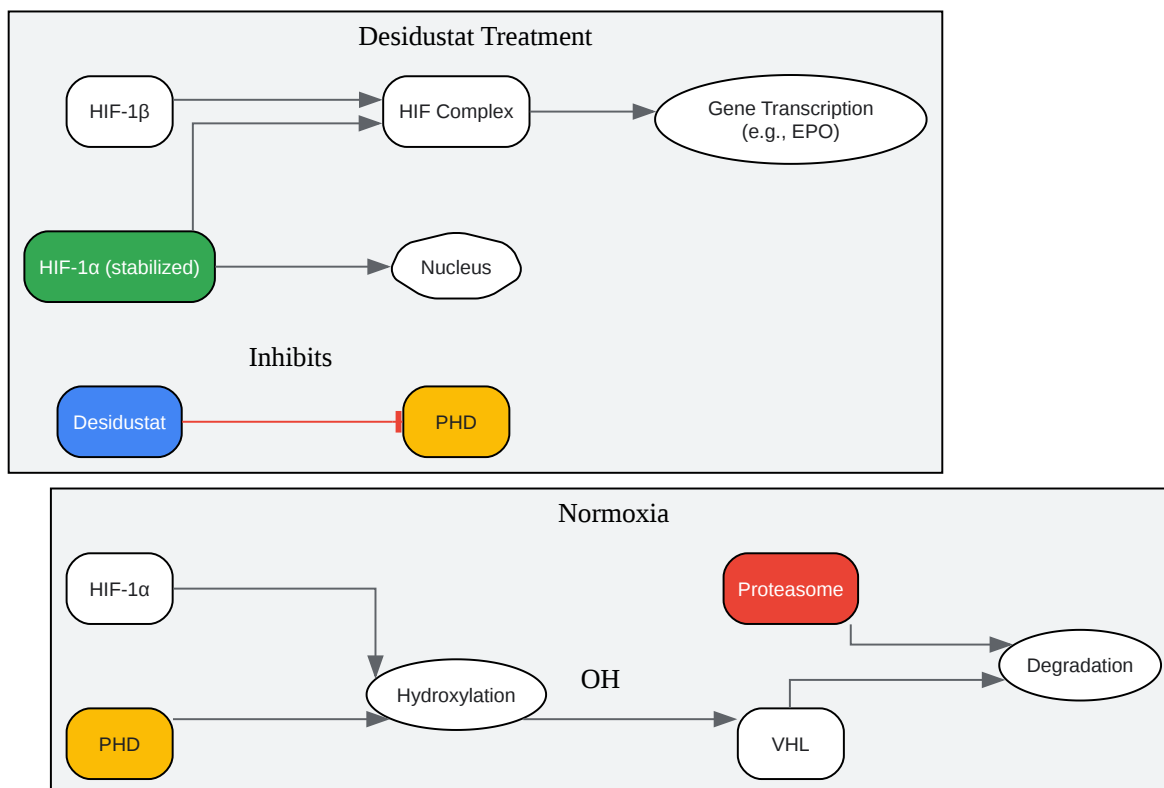 Desidustat Treatment
HIF-1β
HIF Complex
Gene Transcription
(e.g., EPO)
HIF-1α (stabilized)
Nucleus
Inhibits
Desidustat
PHD
Normoxia
HIF-1α
Proteasome
Hydroxylation
OH
Degradation
PHD
VHL